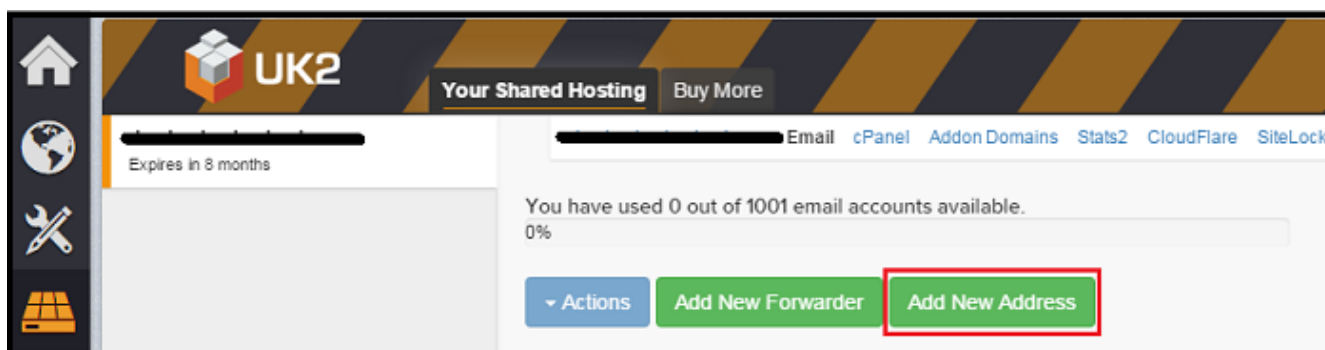 UK2
Your Shared Hosting Buy More
Expires in 8 months
Email cPanel Addon Domains Stats2 CloudFlare SiteLock
You have used 0 out of 1001 email accounts available.
0%
Actions Add New Forwarder Add New Address